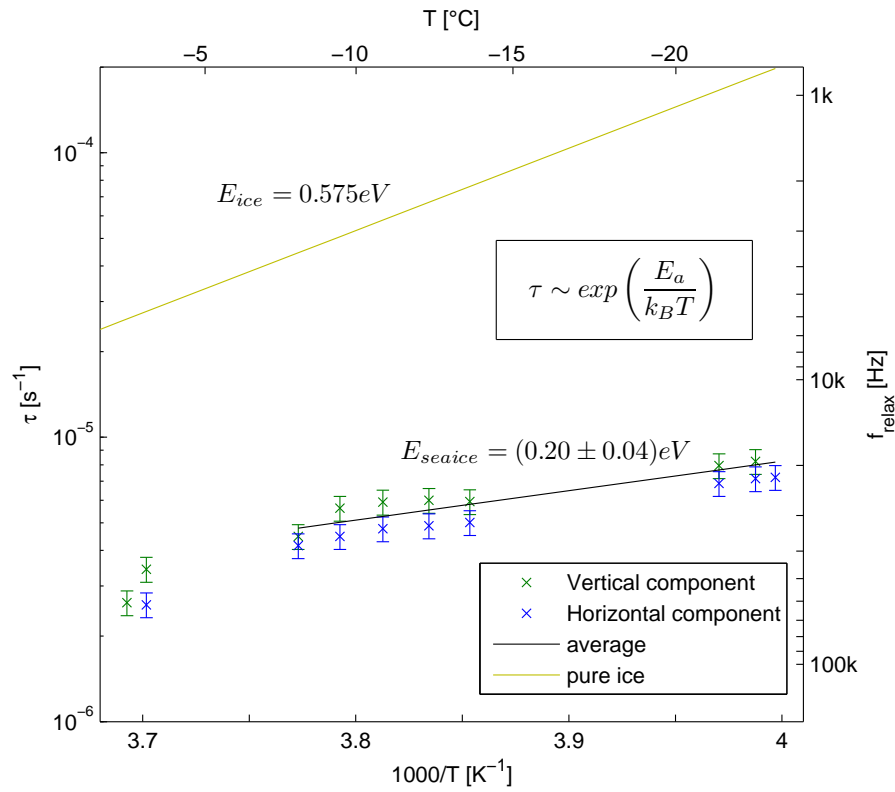 T [°C]
−5 −10 −15 −20
10⁻⁴
1k
E_ice = 0.575eV
τ ∼ exp (E_a / k_B T)
τ [s⁻¹]
10k
f_relax [Hz]
10⁻⁵
E_seaice = (0.20 ± 0.04)eV
Vertical component
Horizontal component
average
pure ice
100k
10⁻⁶
3.7 3.8 3.9 4
1000/T [K⁻¹]